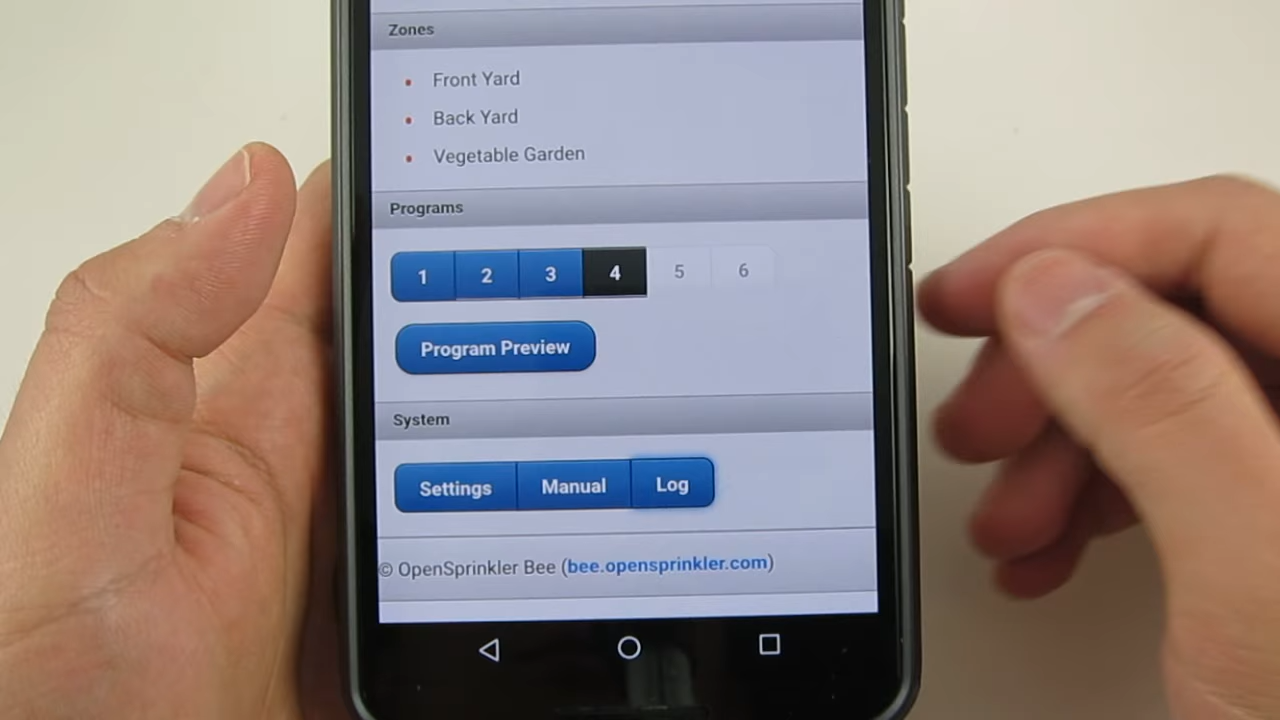 Zones
Front Yard
Back Yard
Vegetable Garden
Programs
1 2 3 4 5 6
Program Preview
System
Settings Manual Log
© OpenSprinkler Bee (bee.opensprinkler.com)